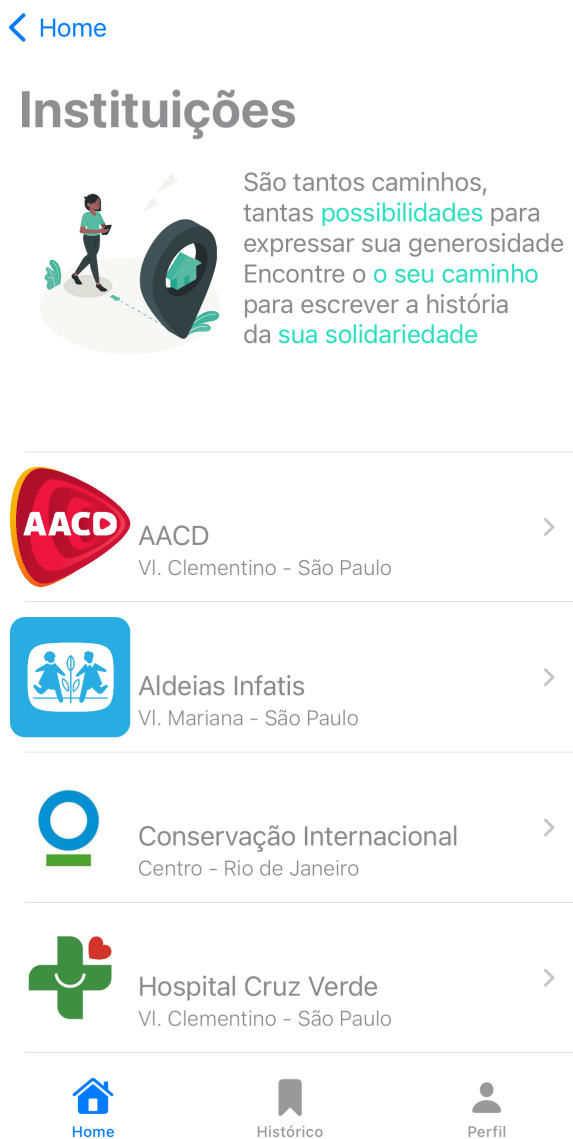 Home
Instituições
São tantos caminhos,
tantas possibilidades para
expressar sua generosidade
Encontre o o seu caminho
para escrever a história
da sua solidariedade
AACD
AACD
Vl. Clementino - São Paulo
Aldeias Infatis
Vl. Mariana - São Paulo
Conservação Internacional
Centro - Rio de Janeiro
Hospital Cruz Verde
Vl. Clementino - São Paulo
Home
Histórico
Perfil